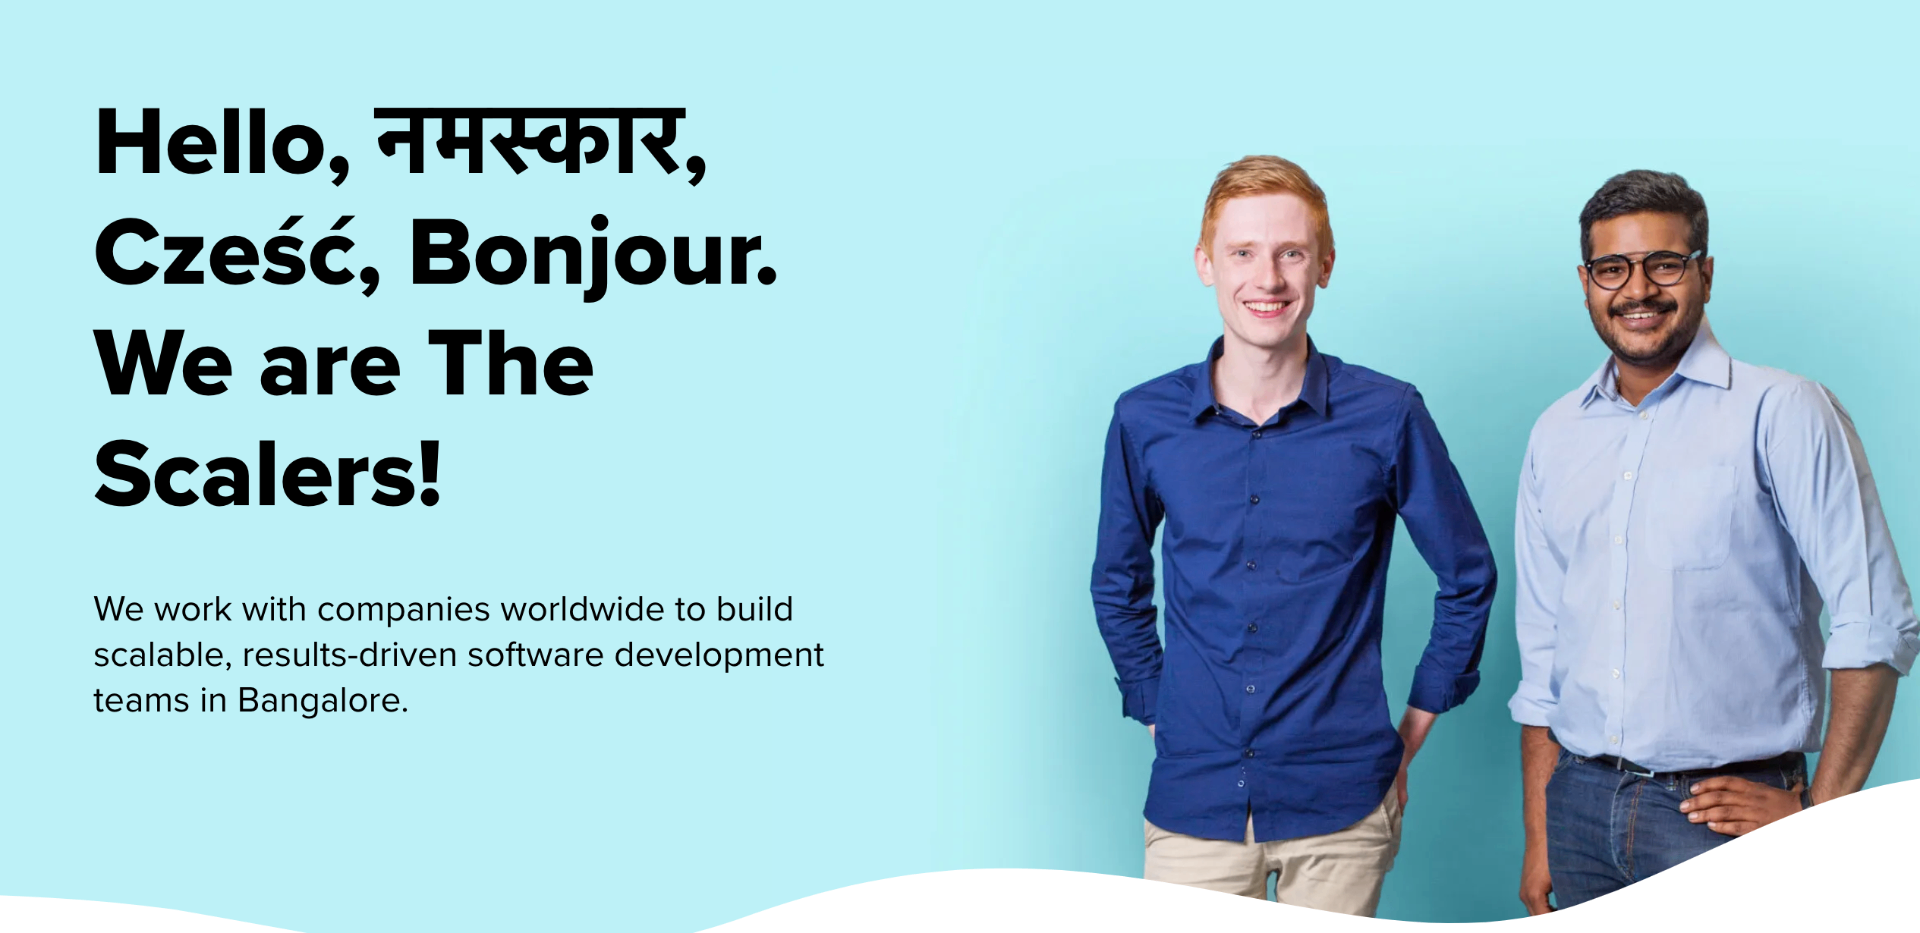 Hello, नमस्कार,
Cześć, Bonjour.
We are The
Scalers!
We work with companies worldwide to build
scalable, results-driven software development
teams in Bangalore.